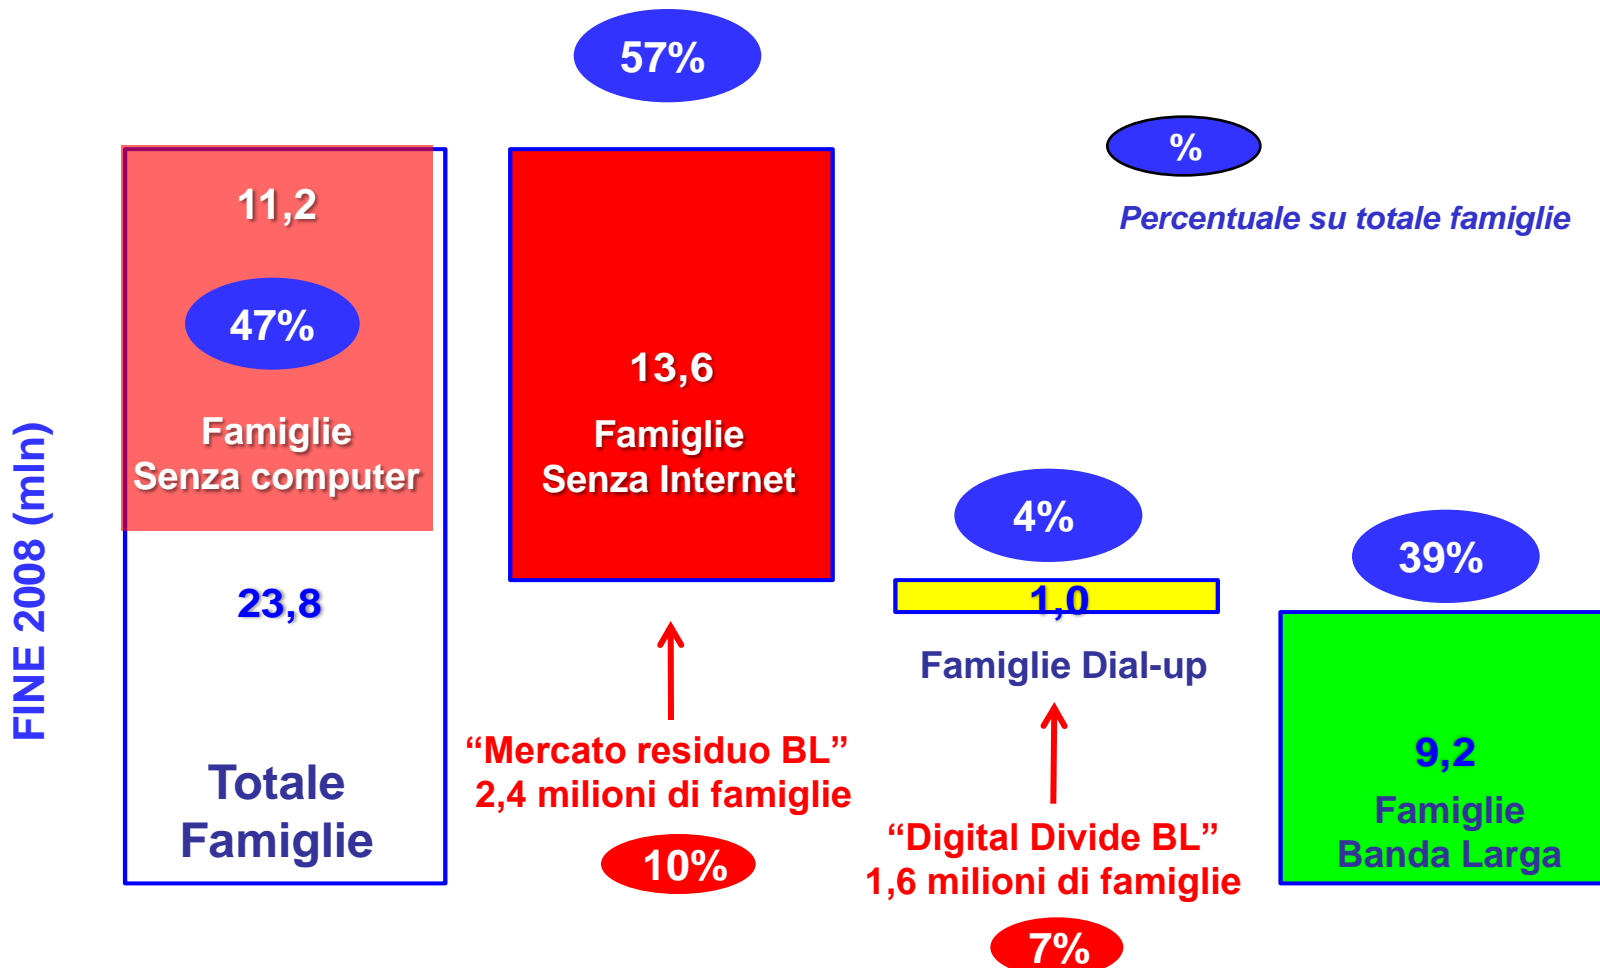 57%
%
Percentuale su totale famiglie
11,2
47%
Famiglie
Senza computer
23,8
Totale
Famiglie
FINE 2008 (mln)
13,6
Famiglie
Senza Internet
“Mercato residuo BL”
2,4 milioni di famiglie
10%
4%
1,0
Famiglie Dial-up
“Digital Divide BL”
1,6 milioni di famiglie
7%
39%
9,2
Famiglie
Banda Larga